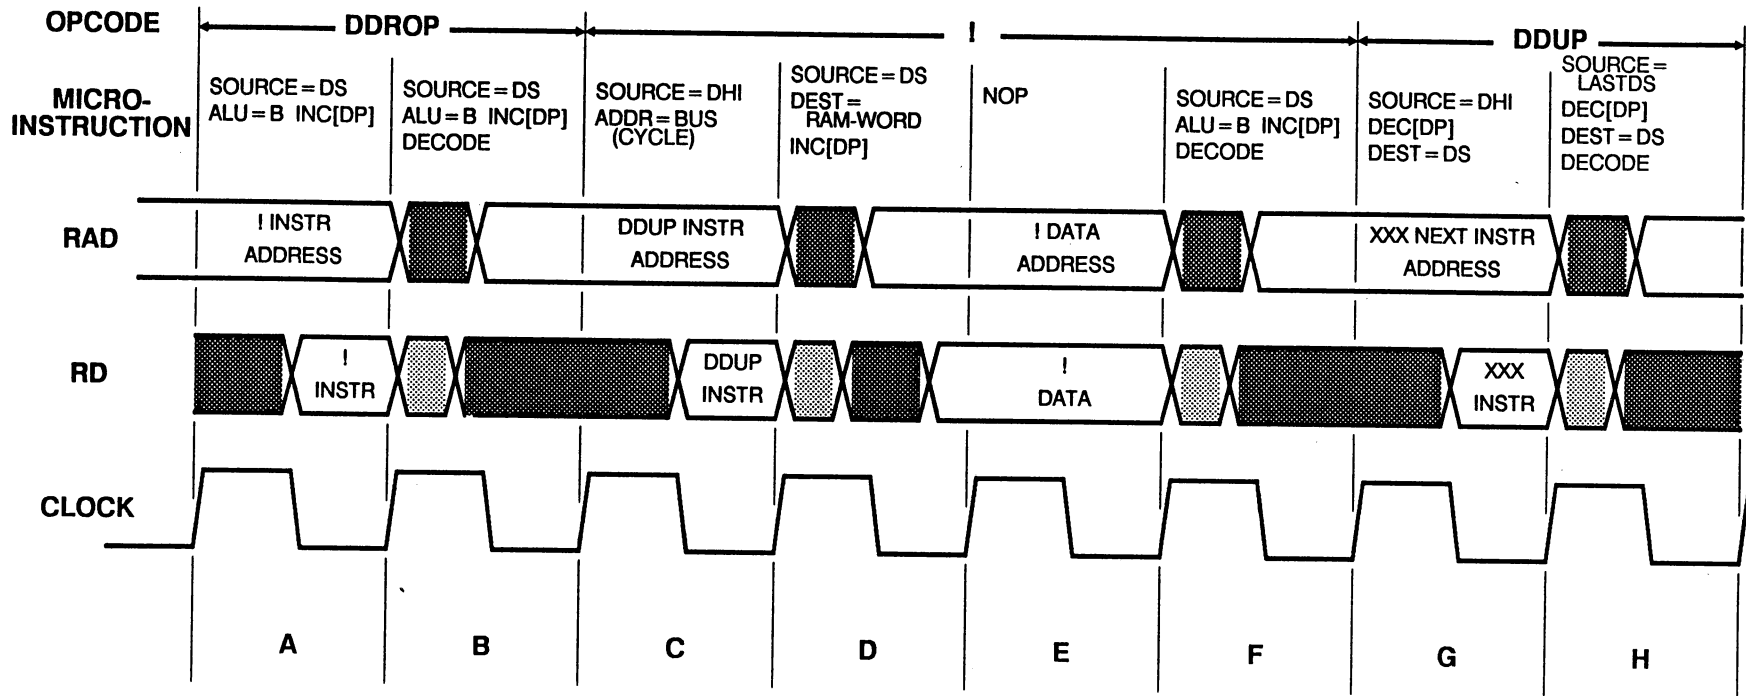 OPCODE
DDROP
!
DDUP
MICRO-
INSTRUCTION
SOURCE=DS
ALU=B INC[DP]
SOURCE=DS
ALU=B INC[DP]
DECODE
SOURCE=DHI
ADDR=BUS
(CYCLE)
SOURCE=DS
DEST=
RAM-WORD
INC[DP]
NOP
SOURCE=DS
ALU=B INC[DP]
DECODE
SOURCE=DHI
DEC[DP]
DEST=DS
SOURCE=
LASTDS
DEC[DP]
DEST=DS
DECODE
RAD
! INSTR
ADDRESS
DDUP INSTR
ADDRESS
! DATA
ADDRESS
XXX NEXT INSTR
ADDRESS
RD
!
INSTR
DDUP
INSTR
!
DATA
XXX
INSTR
CLOCK
A
B
C
D
E
F
G
H